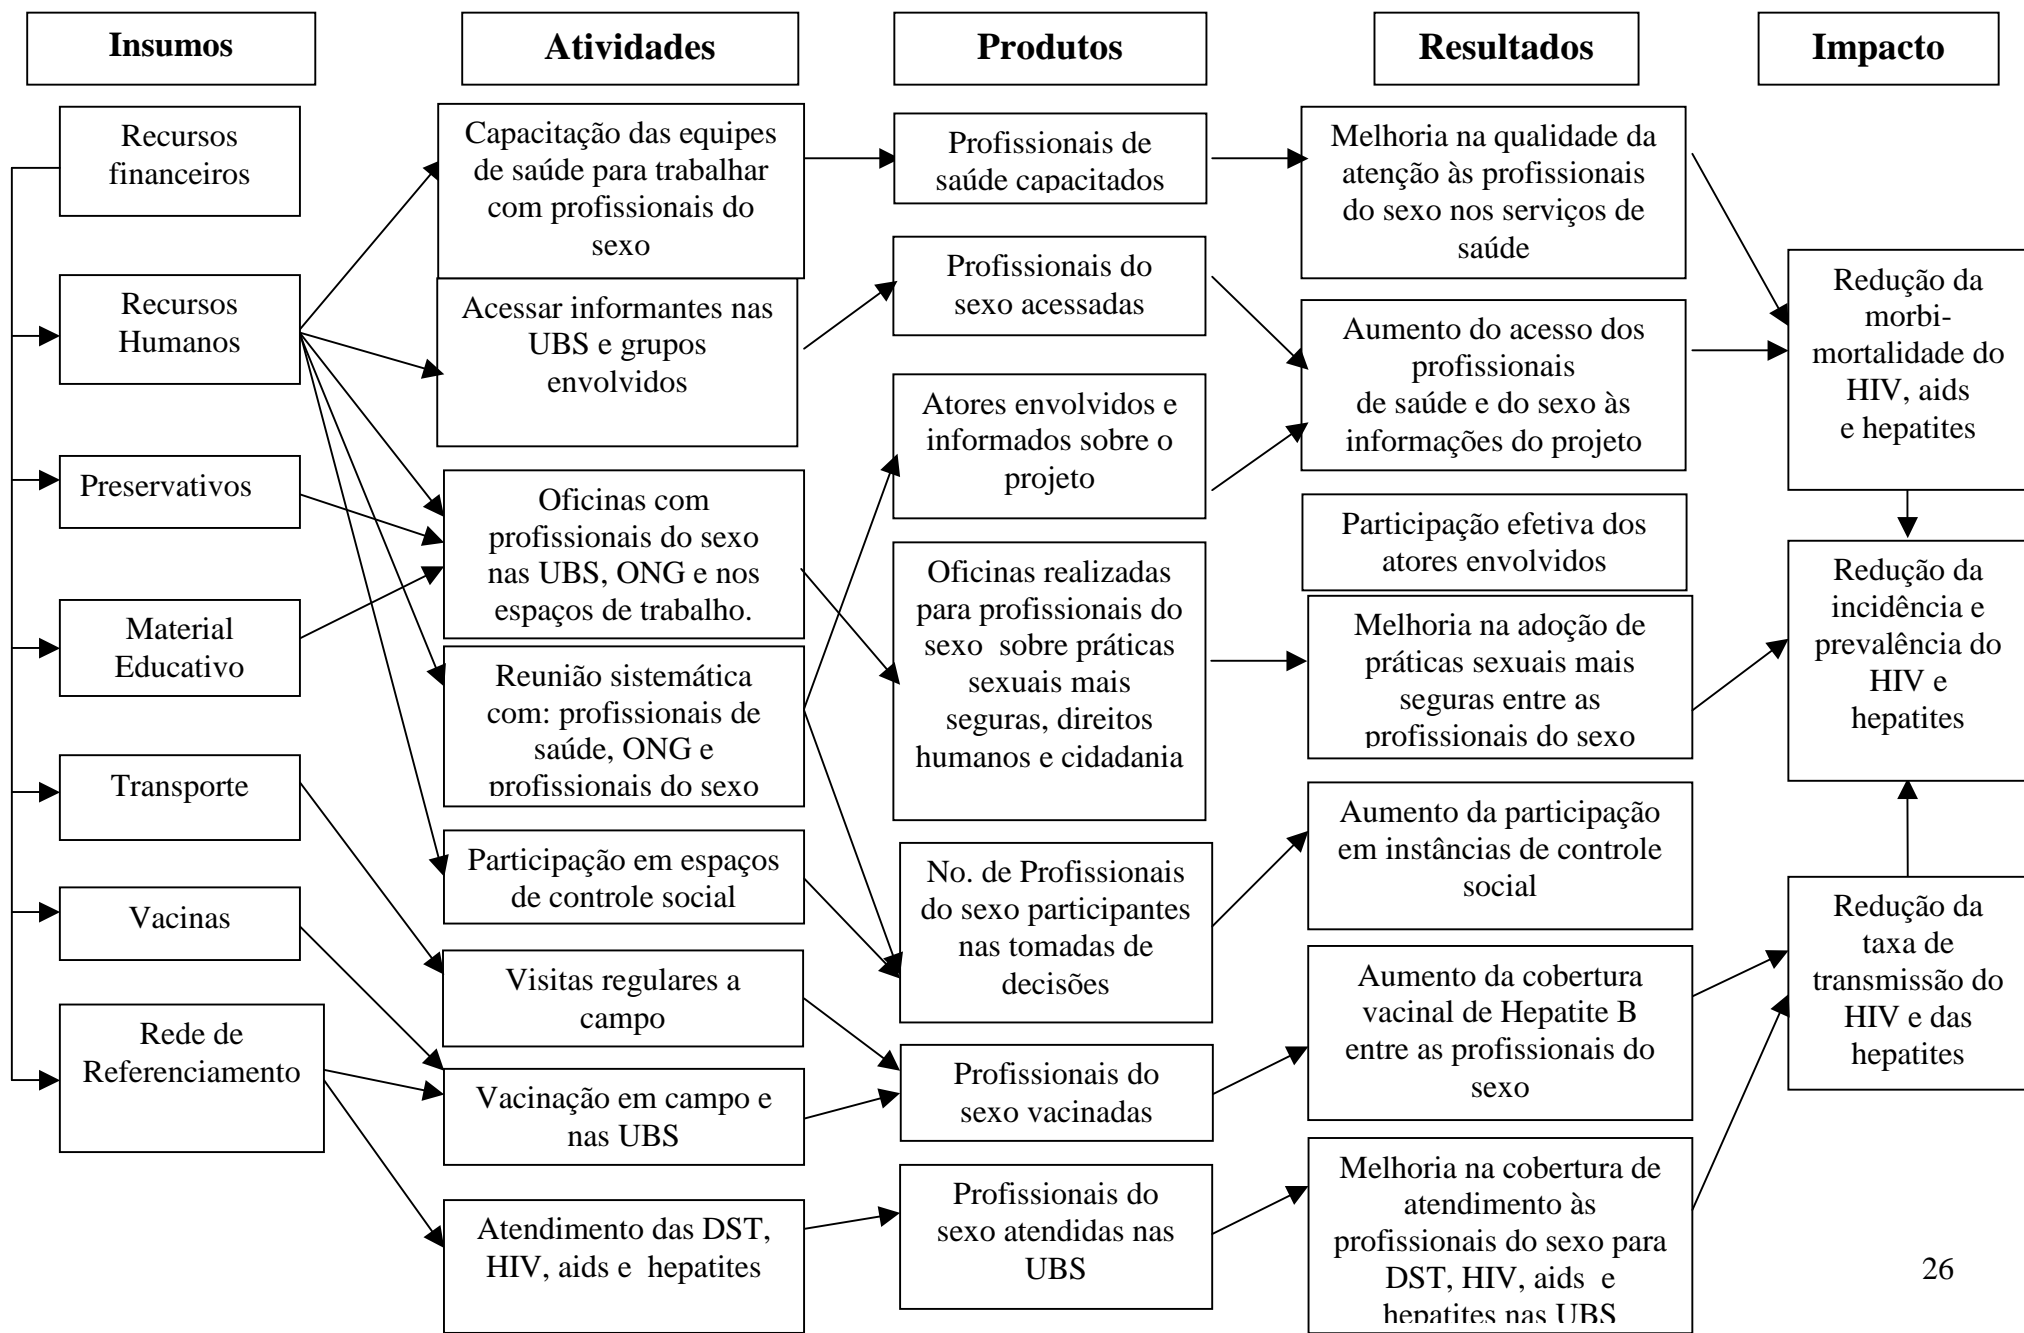 Insumos
Atividades
Produtos
Resultados
Impacto
Recursos
financeiros
Recursos
Humanos
Preservativos
Material
Educativo
Transporte
Vacinas
Rede de
Referenciamento
Capacitação das equipes
de saúde para trabalhar
com profissionais do
sexo
Acessar informantes nas
UBS e grupos
envolvidos
Oficinas com
profissionais do sexo
nas UBS, ONG e nos
espaços de trabalho.
Reunião sistemática
com: profissionais de
saúde, ONG e
profissionais do sexo
Participação em espaços
de controle social
Visitas regulares a
campo
Vacinação em campo e
nas UBS
Atendimento das DST,
HIV, aids e hepatites
Profissionais de
saúde capacitados
Profissionais do
sexo acessadas
Atores envolvidos e
informados sobre o
projeto
Oficinas realizadas
para profissionais do
sexo sobre práticas
sexuais mais
seguras, direitos
humanos e cidadania
No. de Profissionais
do sexo participantes
nas tomadas de
decisões
Profissionais do
sexo vacinadas
Profissionais do
sexo atendidas nas
UBS
Melhoria na qualidade da
atenção às profissionais
do sexo nos serviços de
saúde
Aumento do acesso dos
profissionais
de saúde e do sexo às
informações do projeto
Participação efetiva dos
atores envolvidos
Melhoria na adoção de
práticas sexuais mais
seguras entre as
profissionais do sexo
Aumento da participação
em instâncias de controle
social
Aumento da cobertura
vacinal de Hepatite B
entre as profissionais do
sexo
Melhoria na cobertura de
atendimento às
profissionais do sexo para
DST, HIV, aids e
hepatites nas UBS
Redução da
morbi-
mortalidade do
HIV, aids
e hepatites
Redução da
incidência e
prevalência do
HIV e
hepatites
Redução da
taxa de
transmissão do
HIV e das
hepatites
26